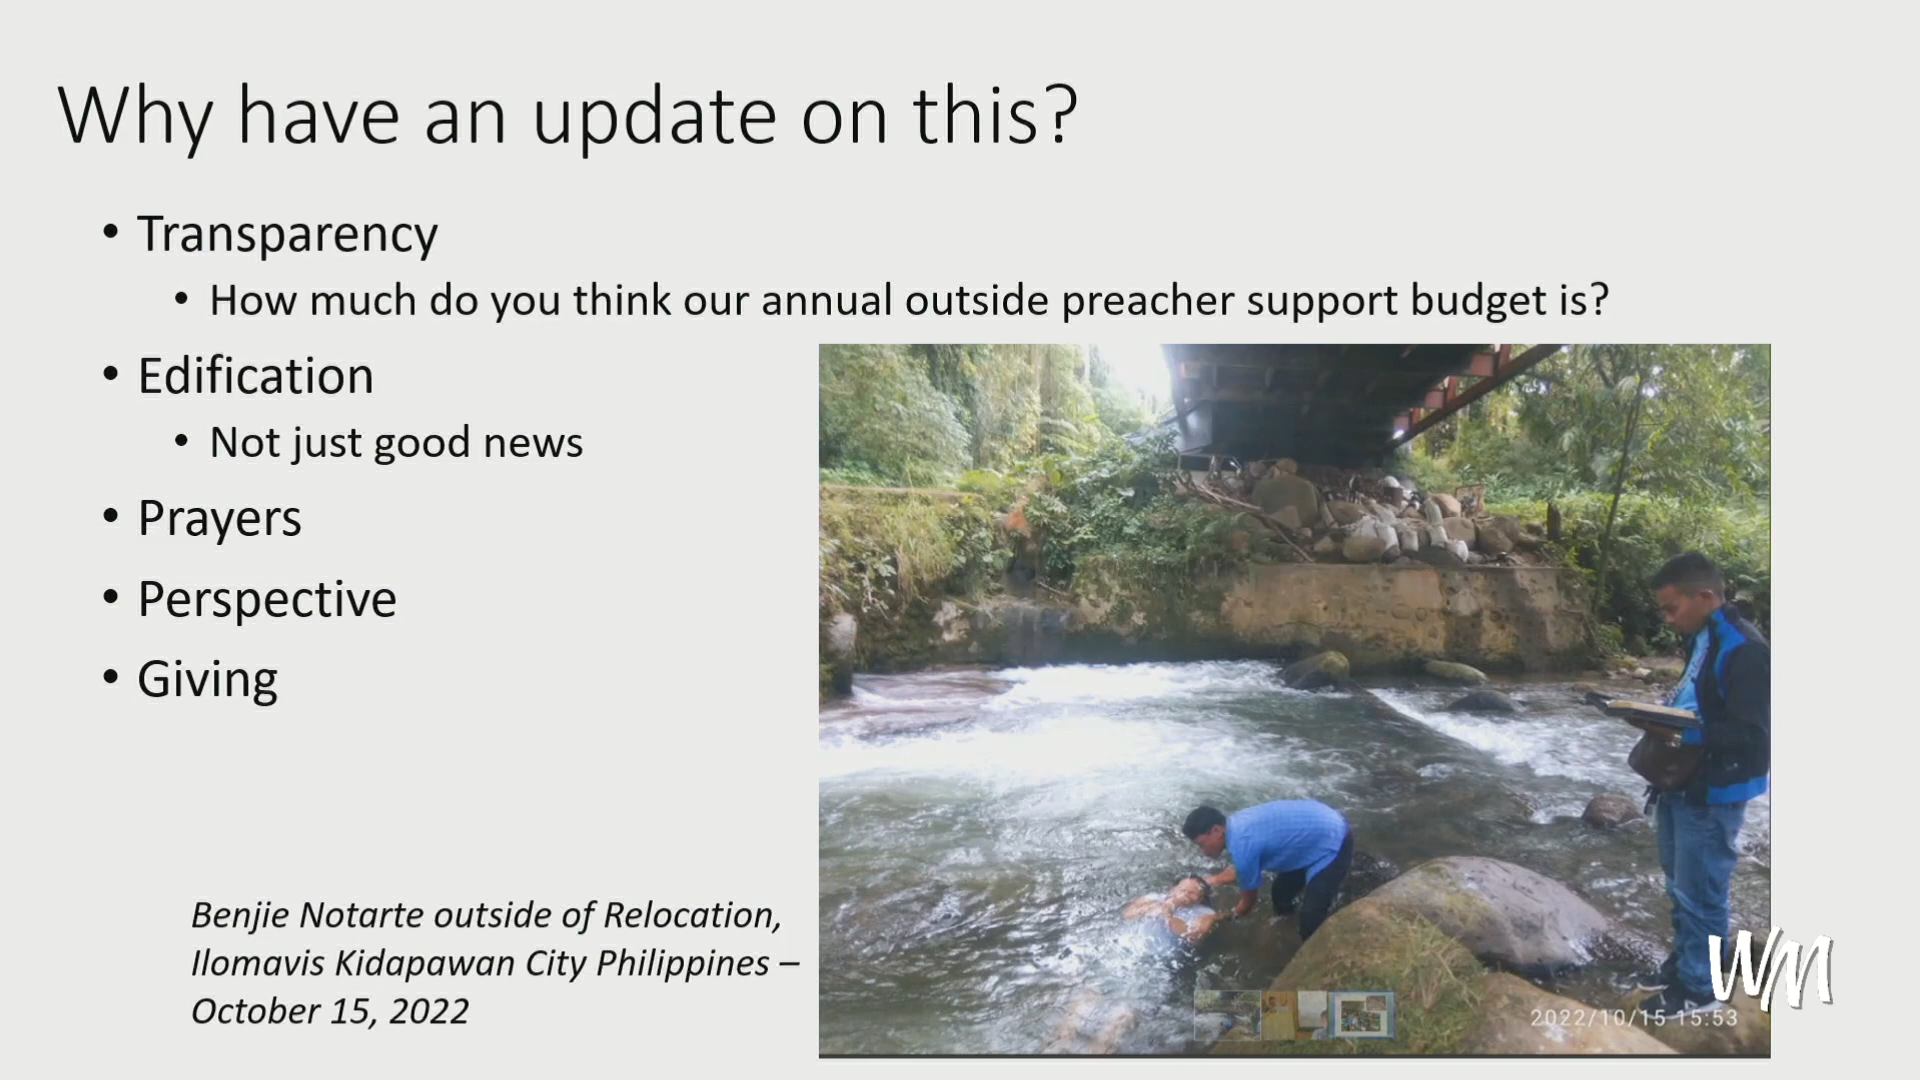 Why have an update on this?
• Transparency
• How much do you think our annual outside preacher support budget is?
• Edification
• Not just good news
• Prayers
• Perspective
• Giving
Benjie Notarte outside of Relocation,
Ilomavis Kidapawan City Philippines –
October 15, 2022
2022/10/15 15:53
WM